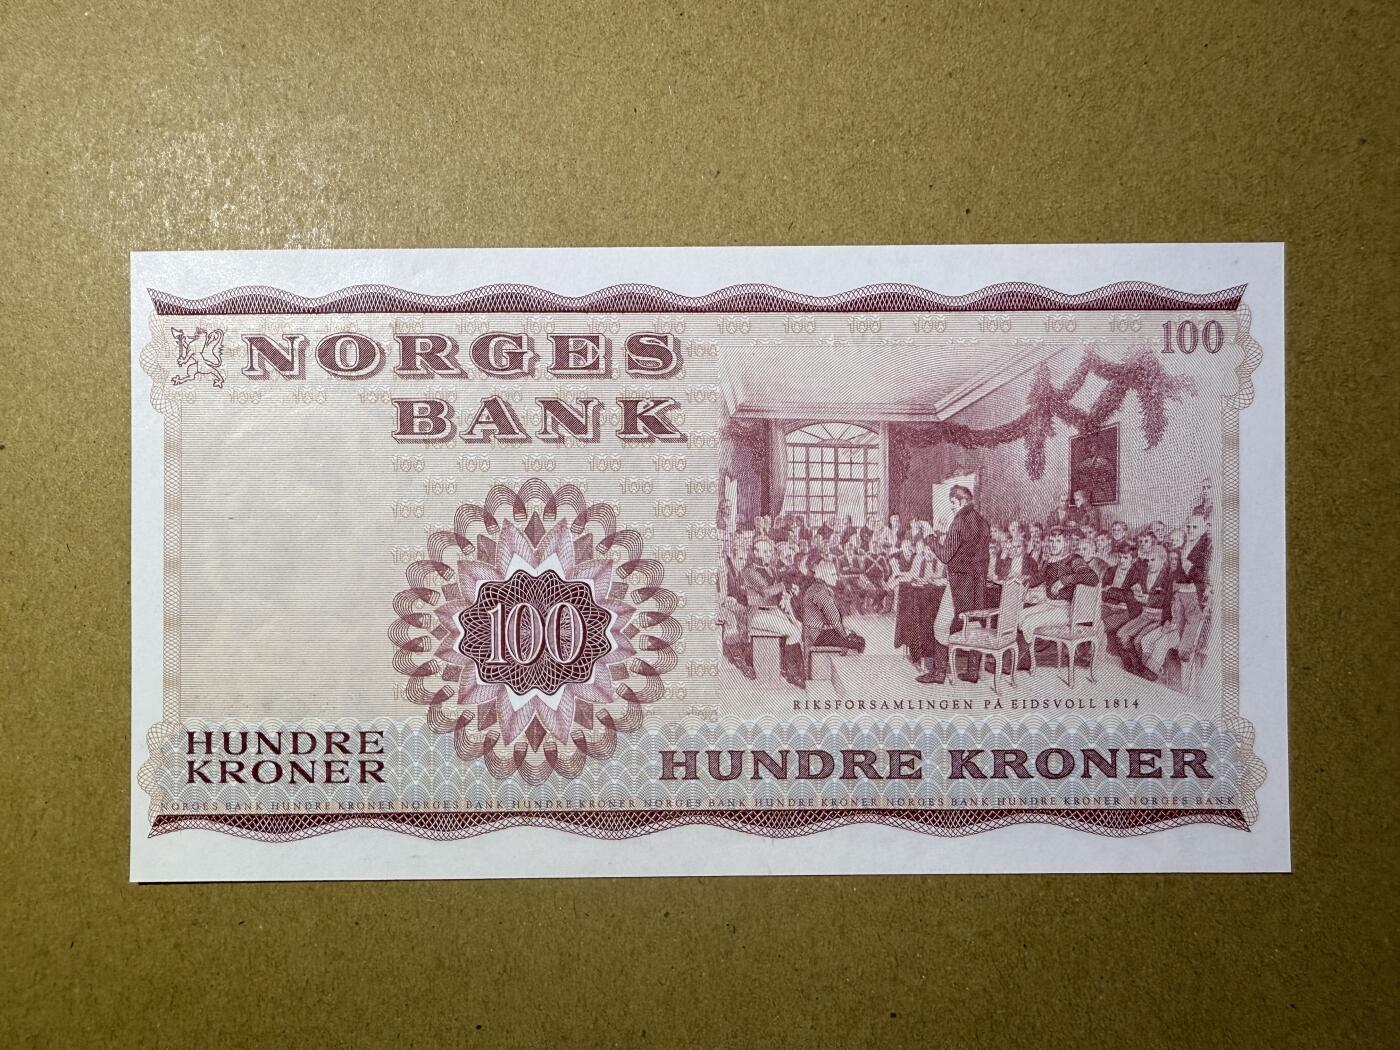 NORGES
BANK
100
100
RIKSFORSAMLINGEN PÅ EIDSVOLL 1814
HUNDRE
KRONER
HUNDRE KRONER
NORGES BANK HUNDRE KRONER NORGES BANK HUNDRE KRONER NORGES BANK HUNDRE KRONER NORGES BANK HUNDRE KRONER NORGES BANK